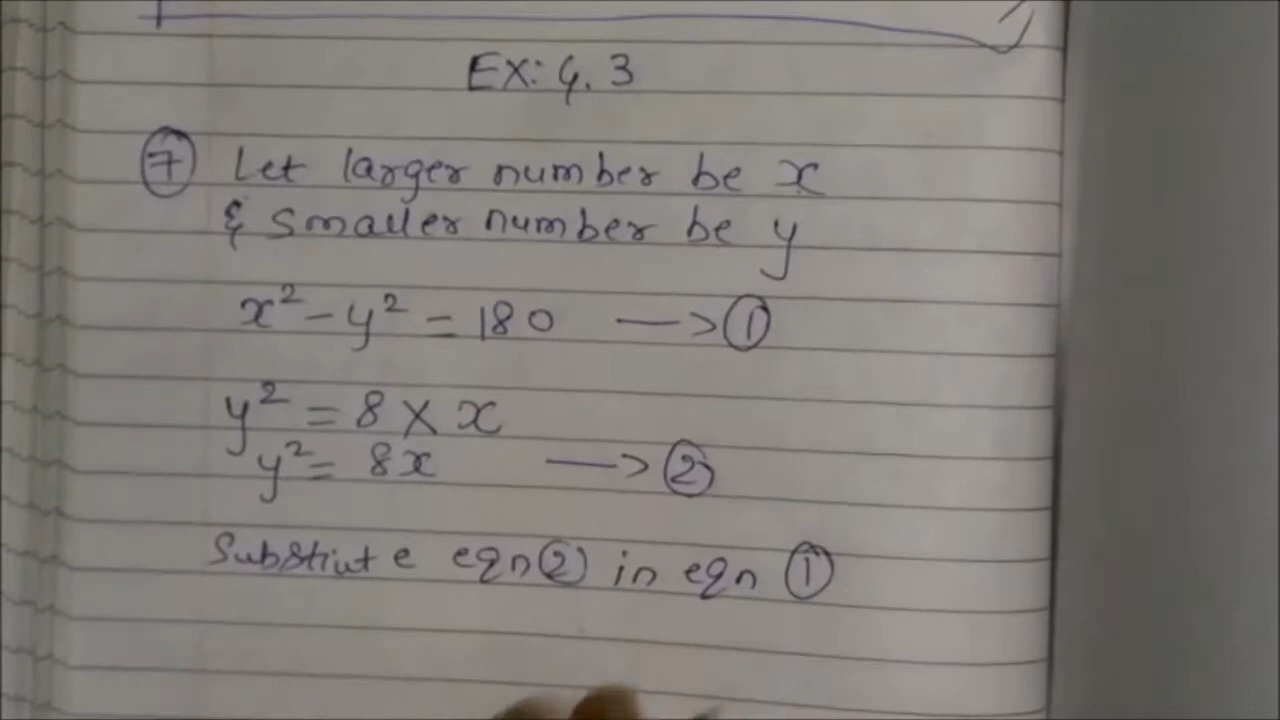 EX: 4.3
7 Let larger number be x
& smaller number be y
x² - y² = 180 —> 1
y² = 8 × x
y² = 8x —> 2
Substiute eqn 2 in eqn 1